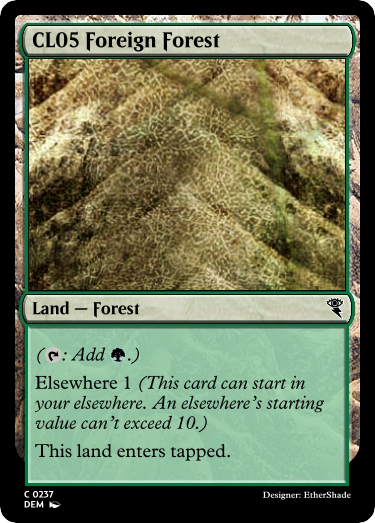 CL05 Foreign Forest
Land — Forest
(: Add .)
Elsewhere 1 (This card can start in
your elsewhere. An elsewhere's starting
value can't exceed 10.)
This land enters tapped.
C 0237
DEM
Designer: EtherShade